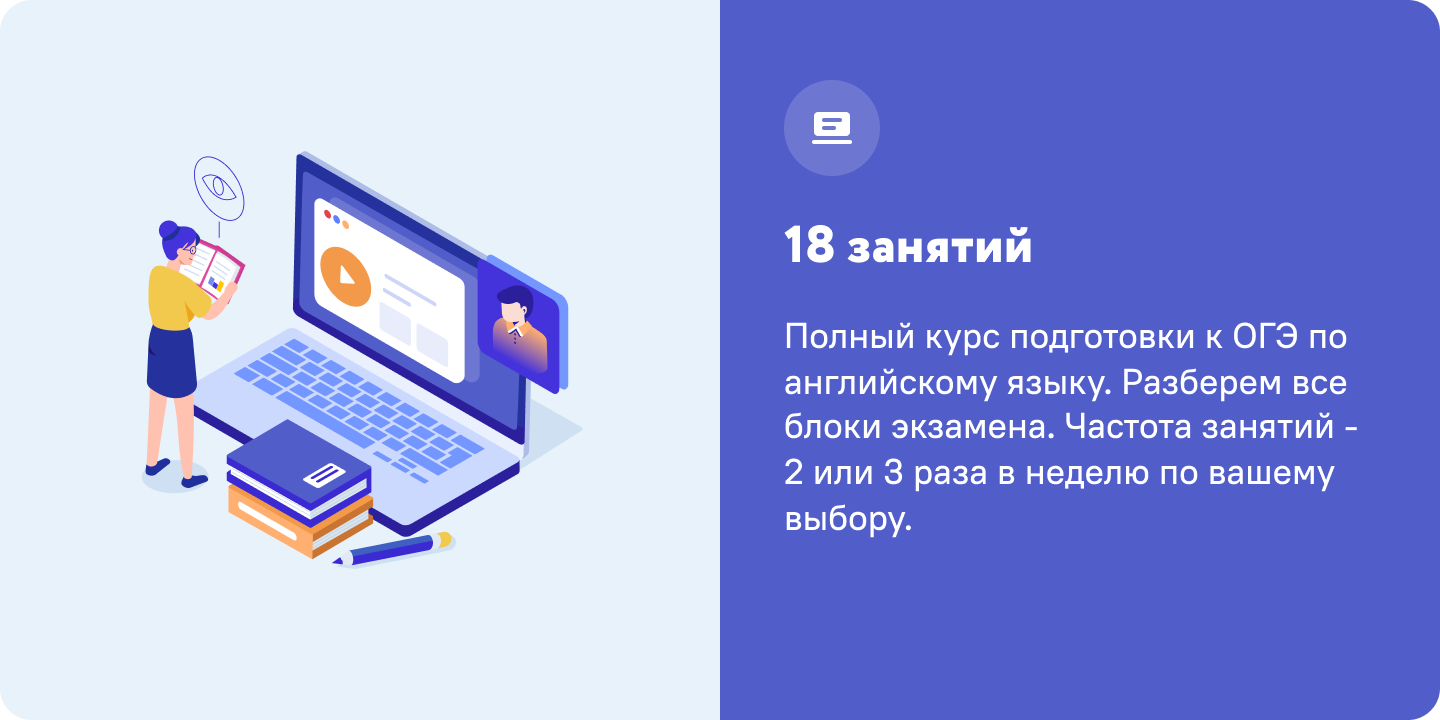 18 занятий
Полный курс подготовки к ОГЭ по
английскому языку. Разберем все
блоки экзамена. Частота занятий -
2 или 3 раза в неделю по вашему
выбору.